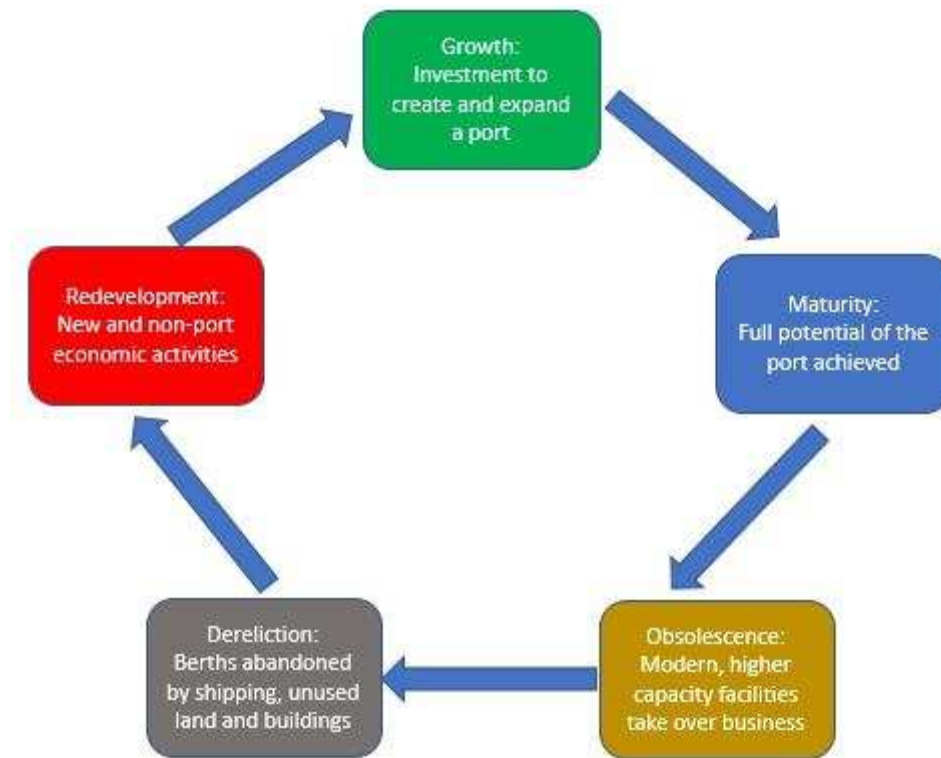 Growth:
Investment to
create and expand
a port
Maturity:
Full potential of the
port achieved
Obsolescence:
Modern, higher
capacity facilities
take over business
Dereliction:
Berths abandoned
by shipping, unused
land and buildings
Redevelopment:
New and non-port
economic activities